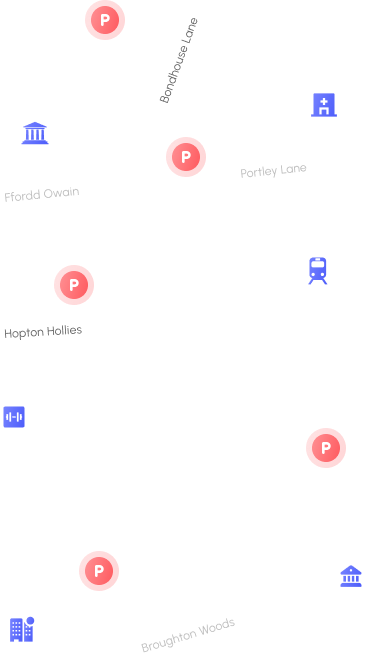 P
Bondhouse Lane
P
Portley Lane
Ffordd Owain
P
Hopton Hollies
P
P
Broughton Woods